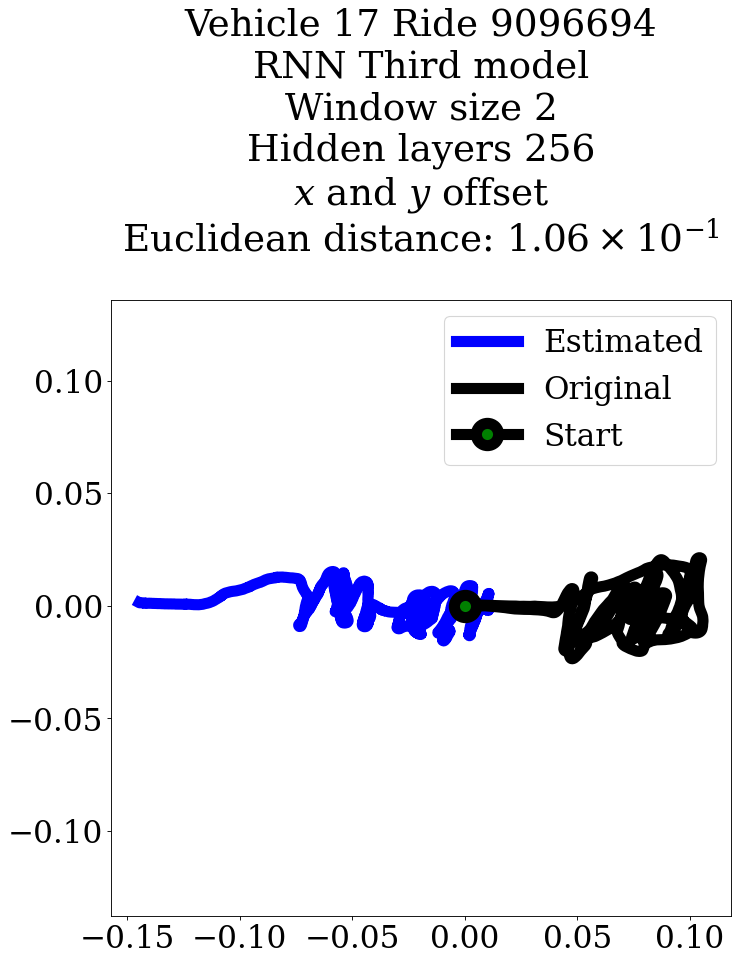 Vehicle 17 Ride 9096694
RNN Third model
Window size 2
Hidden layers 256
x and y offset
Euclidean distance: 1.06 × 10⁻¹
Estimated
Original
Start
0.10
0.05
0.00
−0.05
−0.10
−0.15 −0.10 −0.05 0.00 0.05 0.10